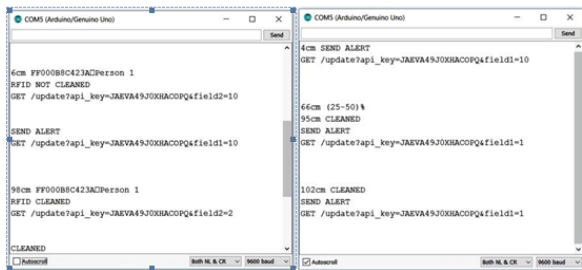 COM5 (Arduino/Genuino Uno)
Send
6cm FF000B8C423A□Person 1
RFID NOT CLEANED
GET /update?api_key=JAEVA49J0XHACOPQ&field2=10
SEND ALERT
GET /update?api_key=JAEVA49J0XHACOPQ&field1=10
98cm FF000B8C423A□Person 1
RFID CLEANED
GET /update?api_key=JAEVA49J0XHACOPQ&field2=2
CLEANED
Autoscroll
Both NL & CR
9600 baud
COM5 (Arduino/Genuino Uno)
Send
4cm SEND ALERT
GET /update?api_key=JAEVA49J0XHACOPQ&field1=10
66cm (25-50)%
95cm CLEANED
SEND ALERT
GET /update?api_key=JAEVA49J0XHACOPQ&field1=1
102cm CLEANED
SEND ALERT
GET /update?api_key=JAEVA49J0XHACOPQ&field1=1
Autoscroll
Both NL & CR
9600 baud